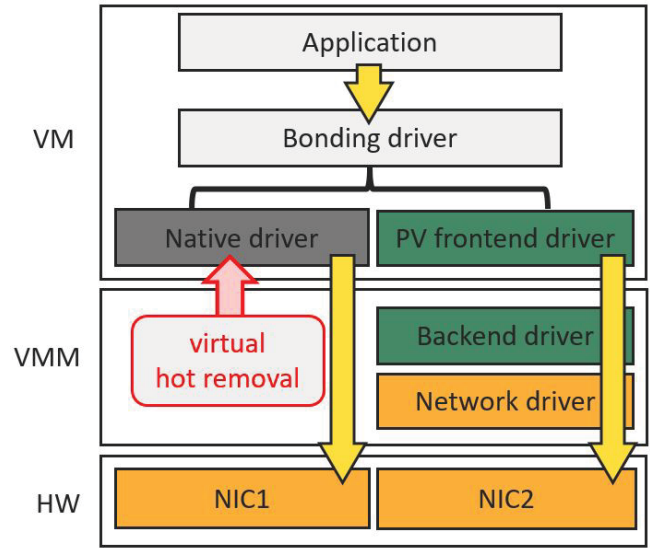 Application
VM
Bonding driver
Native driver
PV frontend driver
VMM
virtual
hot removal
Backend driver
Network driver
HW
NIC1
NIC2